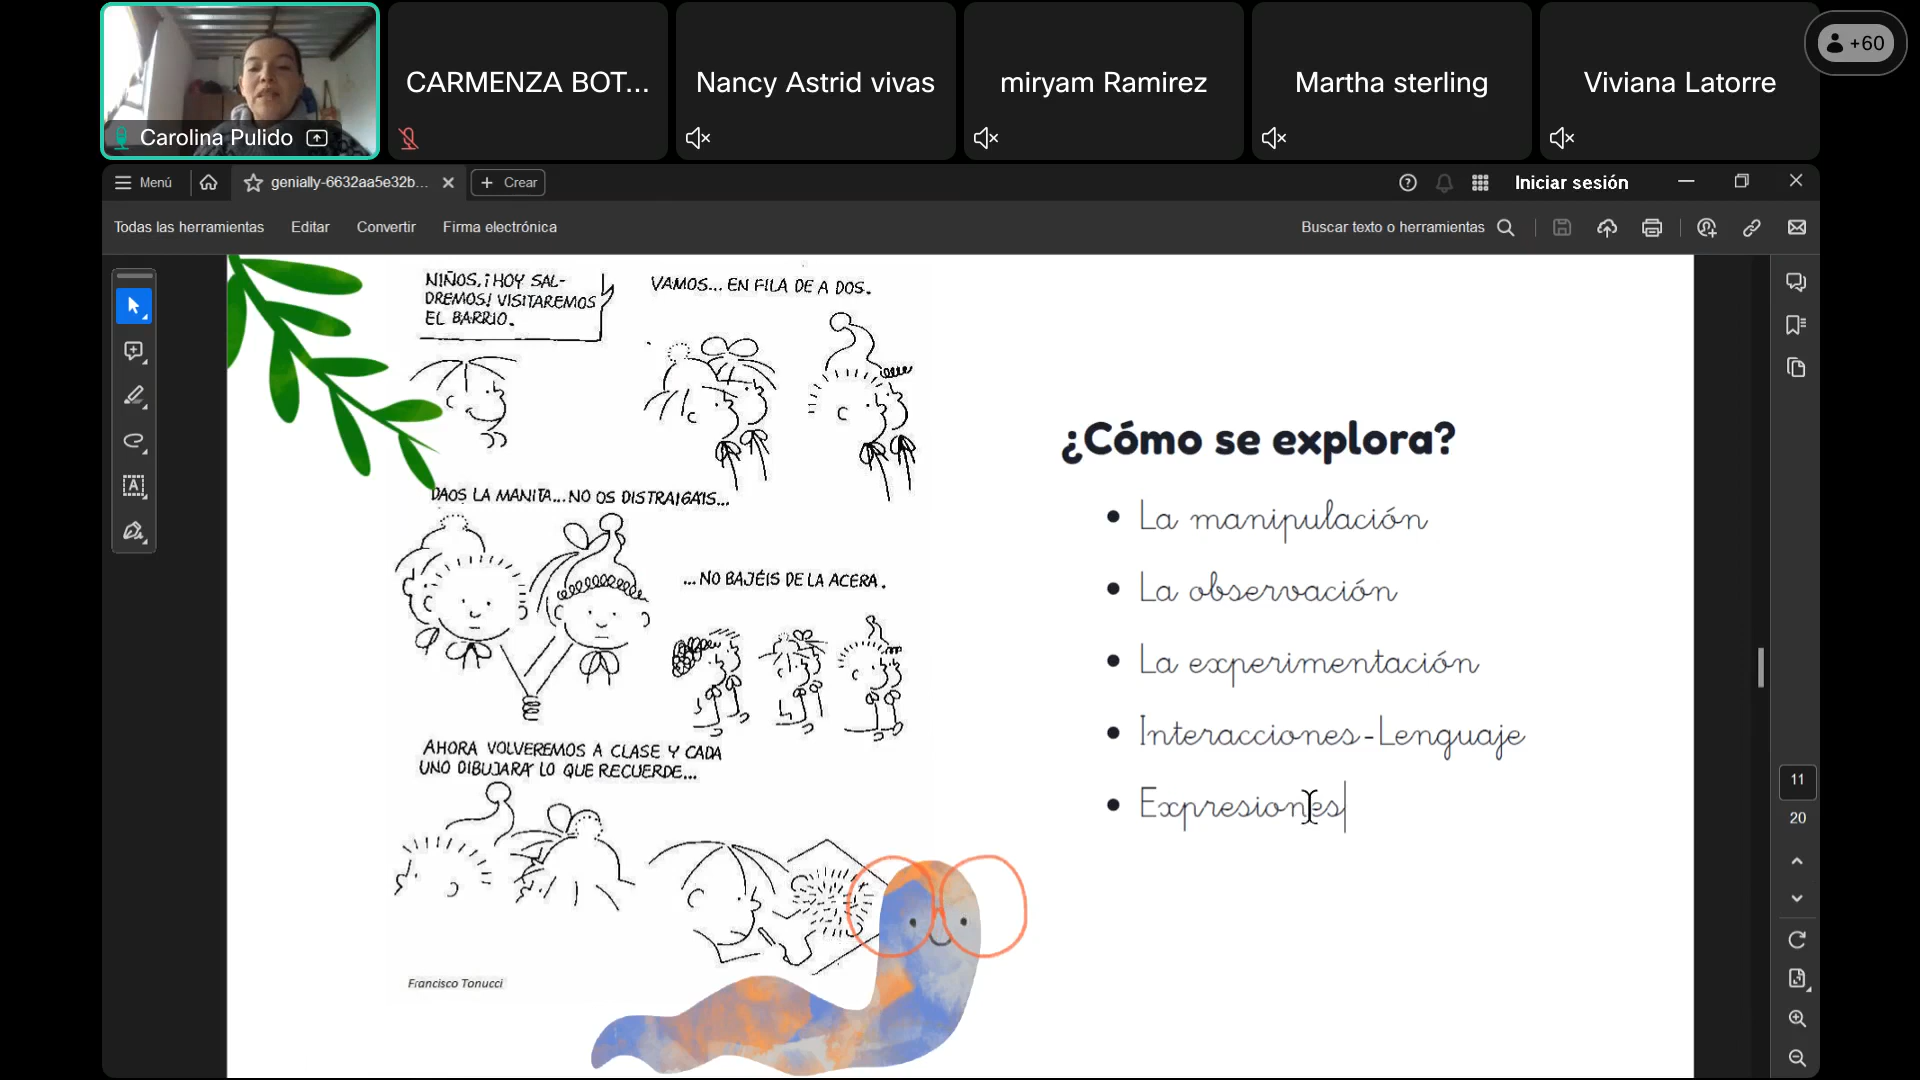 CARMENZA BOT...
Nancy Astrid vivas
miryam Ramirez
Martha sterling
Viviana Latorre
+60
Carolina Pulido
Menú
genially-6632aa5e32b...
Crear
Iniciar sesión
Todas las herramientas
Editar
Convertir
Firma electrónica
Buscar texto o herramientas
NIÑOS, ¡HOY SAL-
DREMOS! VISITAREMOS
EL BARRIO.
VAMOS... EN FILA DE A DOS.
DAOS LA MANITA... NO OS DISTRAIGÁIS...
...NO BAJÉIS DE LA ACERA.
AHORA VOLVEREMOS A CLASE Y CADA
UNO DIBUJARÁ LO QUE RECUERDE...
Francisco Tonucci
¿Cómo se explora?
• La manipulación
• La observación
• La experimentación
• Interacciones-Lenguaje
• Expresiones
11
20